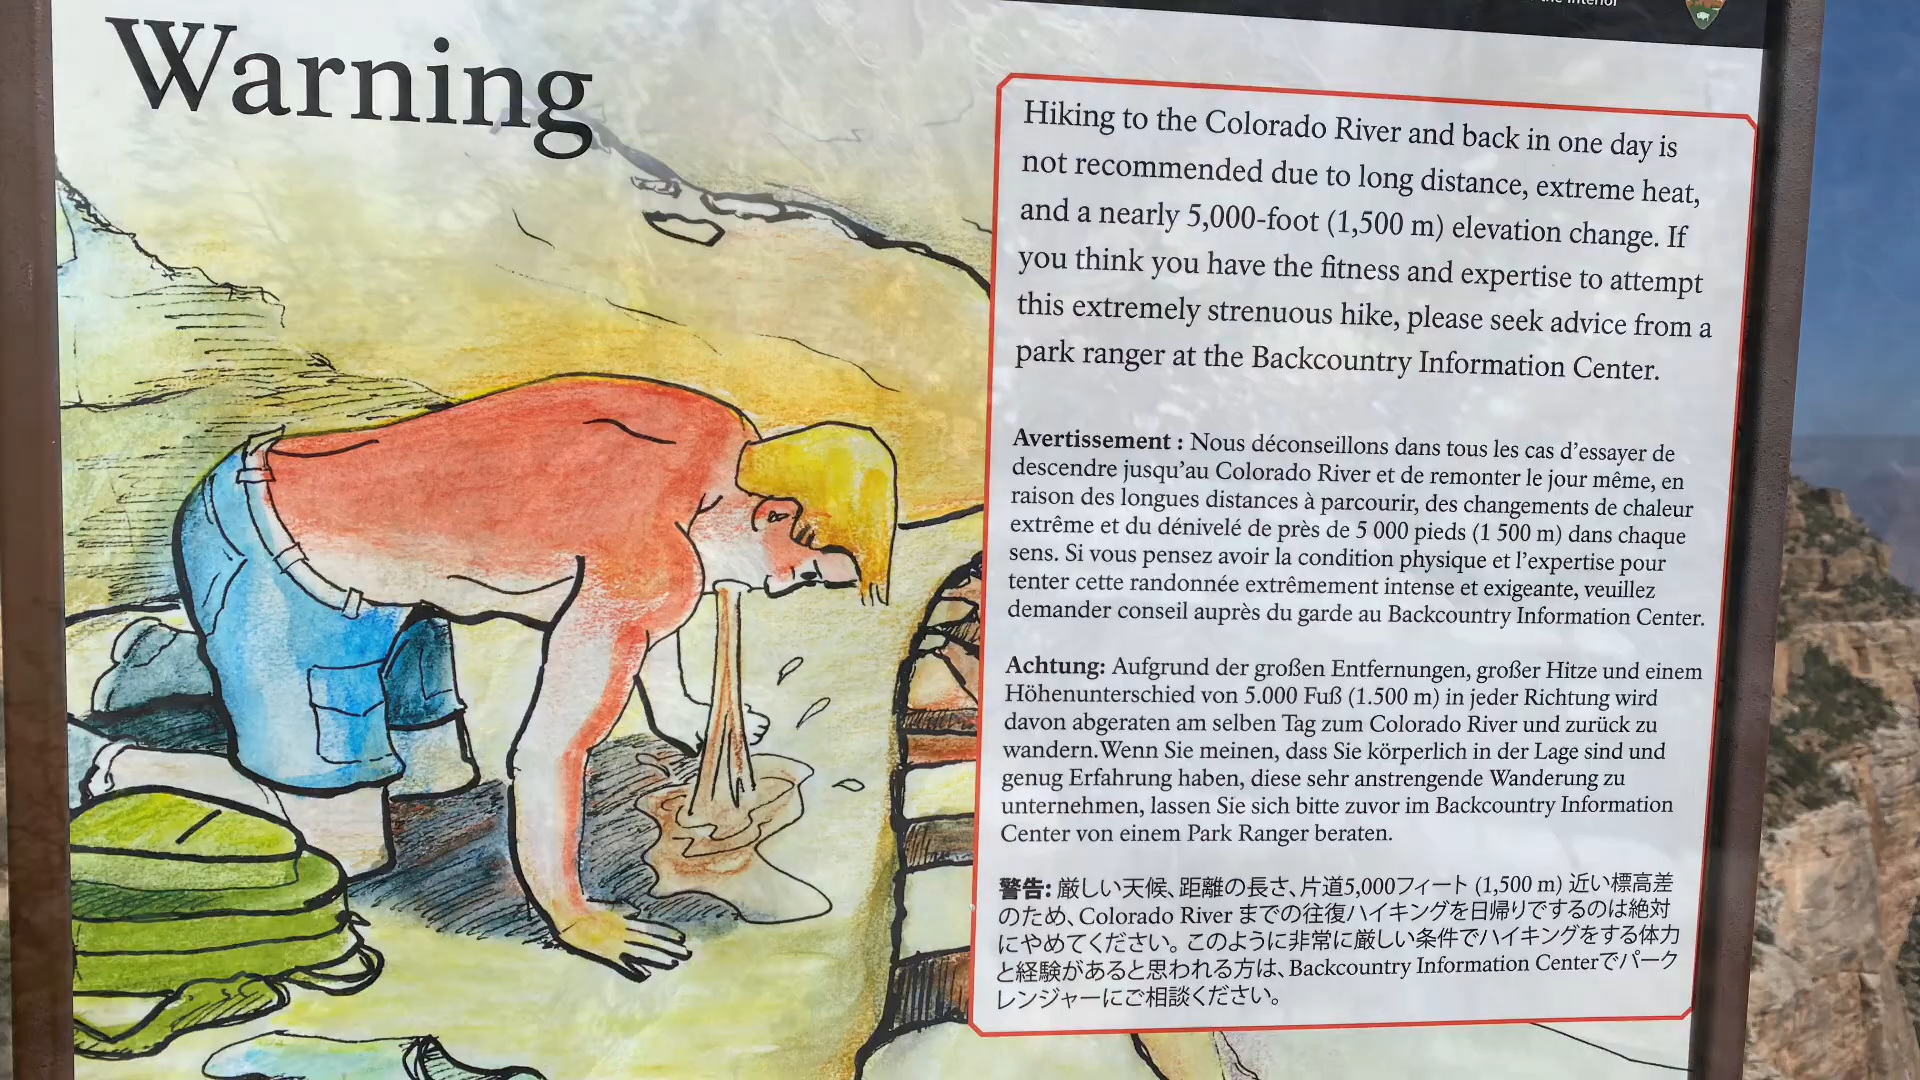 the Interior
Warning
Hiking to the Colorado River and back in one day is
not recommended due to long distance, extreme heat,
and a nearly 5,000-foot (1,500 m) elevation change. If
you think you have the fitness and expertise to attempt
this extremely strenuous hike, please seek advice from a
park ranger at the Backcountry Information Center.
Avertissement : Nous déconseillons dans tous les cas d'essayer de
descendre jusqu'au Colorado River et de remonter le jour même, en
raison des longues distances à parcourir, des changements de chaleur
extrême et du dénivelé de près de 5 000 pieds (1 500 m) dans chaque
sens. Si vous pensez avoir la condition physique et l'expertise pour
tenter cette randonnée extrêmement intense et exigeante, veuillez
demander conseil auprès du garde au Backcountry Information Center.
Achtung: Aufgrund der großen Entfernungen, großer Hitze und einem
Höhenunterschied von 5.000 Fuß (1.500 m) in jeder Richtung wird
davon abgeraten am selben Tag zum Colorado River und zurück zu
wandern.Wenn Sie meinen, dass Sie körperlich in der Lage sind und
genug Erfahrung haben, diese sehr anstrengende Wanderung zu
unternehmen, lassen Sie sich bitte zuvor im Backcountry Information
Center von einem Park Ranger beraten.
警告: 厳しい天候、距離の長さ、片道5,000フィート (1,500 m) 近い標高差
のため、Colorado River までの往復ハイキングを日帰りでするのは絶対
にやめてください。このように非常に厳しい条件でハイキングをする体力
と経験があると思われる方は、Backcountry Information Centerでパーク
レンジャーにご相談ください。